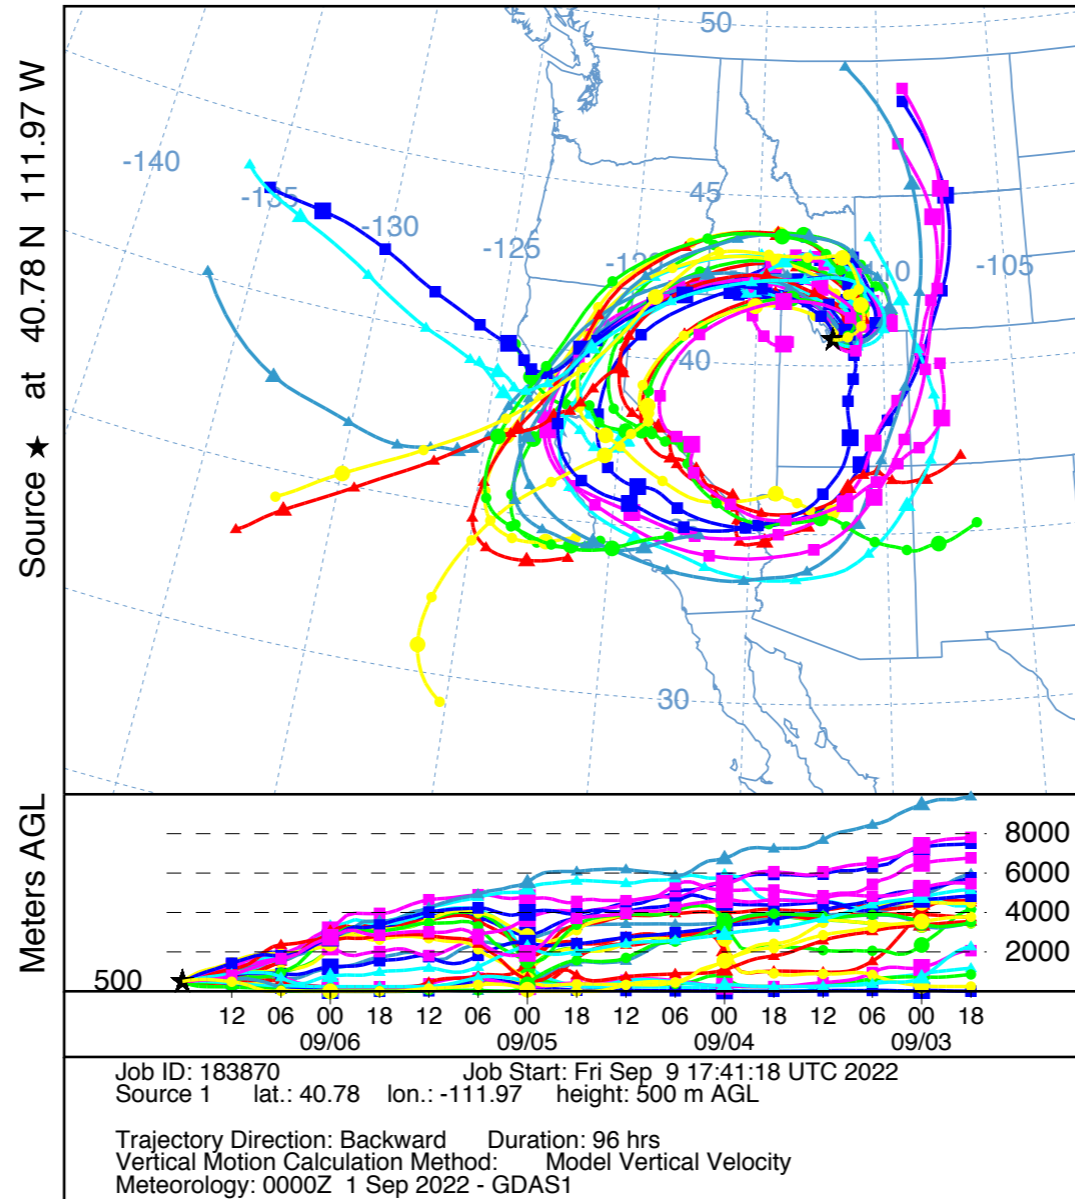 Source ★ at 40.78 N 111.97 W
50
-140
45
-135
-130
-125
-110
-105
40
30
Meters AGL
8000
6000
4000
2000
500
12 06 00 18 12 06 00 18 12 06 00 18 12 06 00 18
09/06 09/05 09/04 09/03
Job ID: 183870 Job Start: Fri Sep 9 17:41:18 UTC 2022
Source 1 lat.: 40.78 lon.: -111.97 height: 500 m AGL
Trajectory Direction: Backward Duration: 96 hrs
Vertical Motion Calculation Method: Model Vertical Velocity
Meteorology: 0000Z 1 Sep 2022 - GDAS1